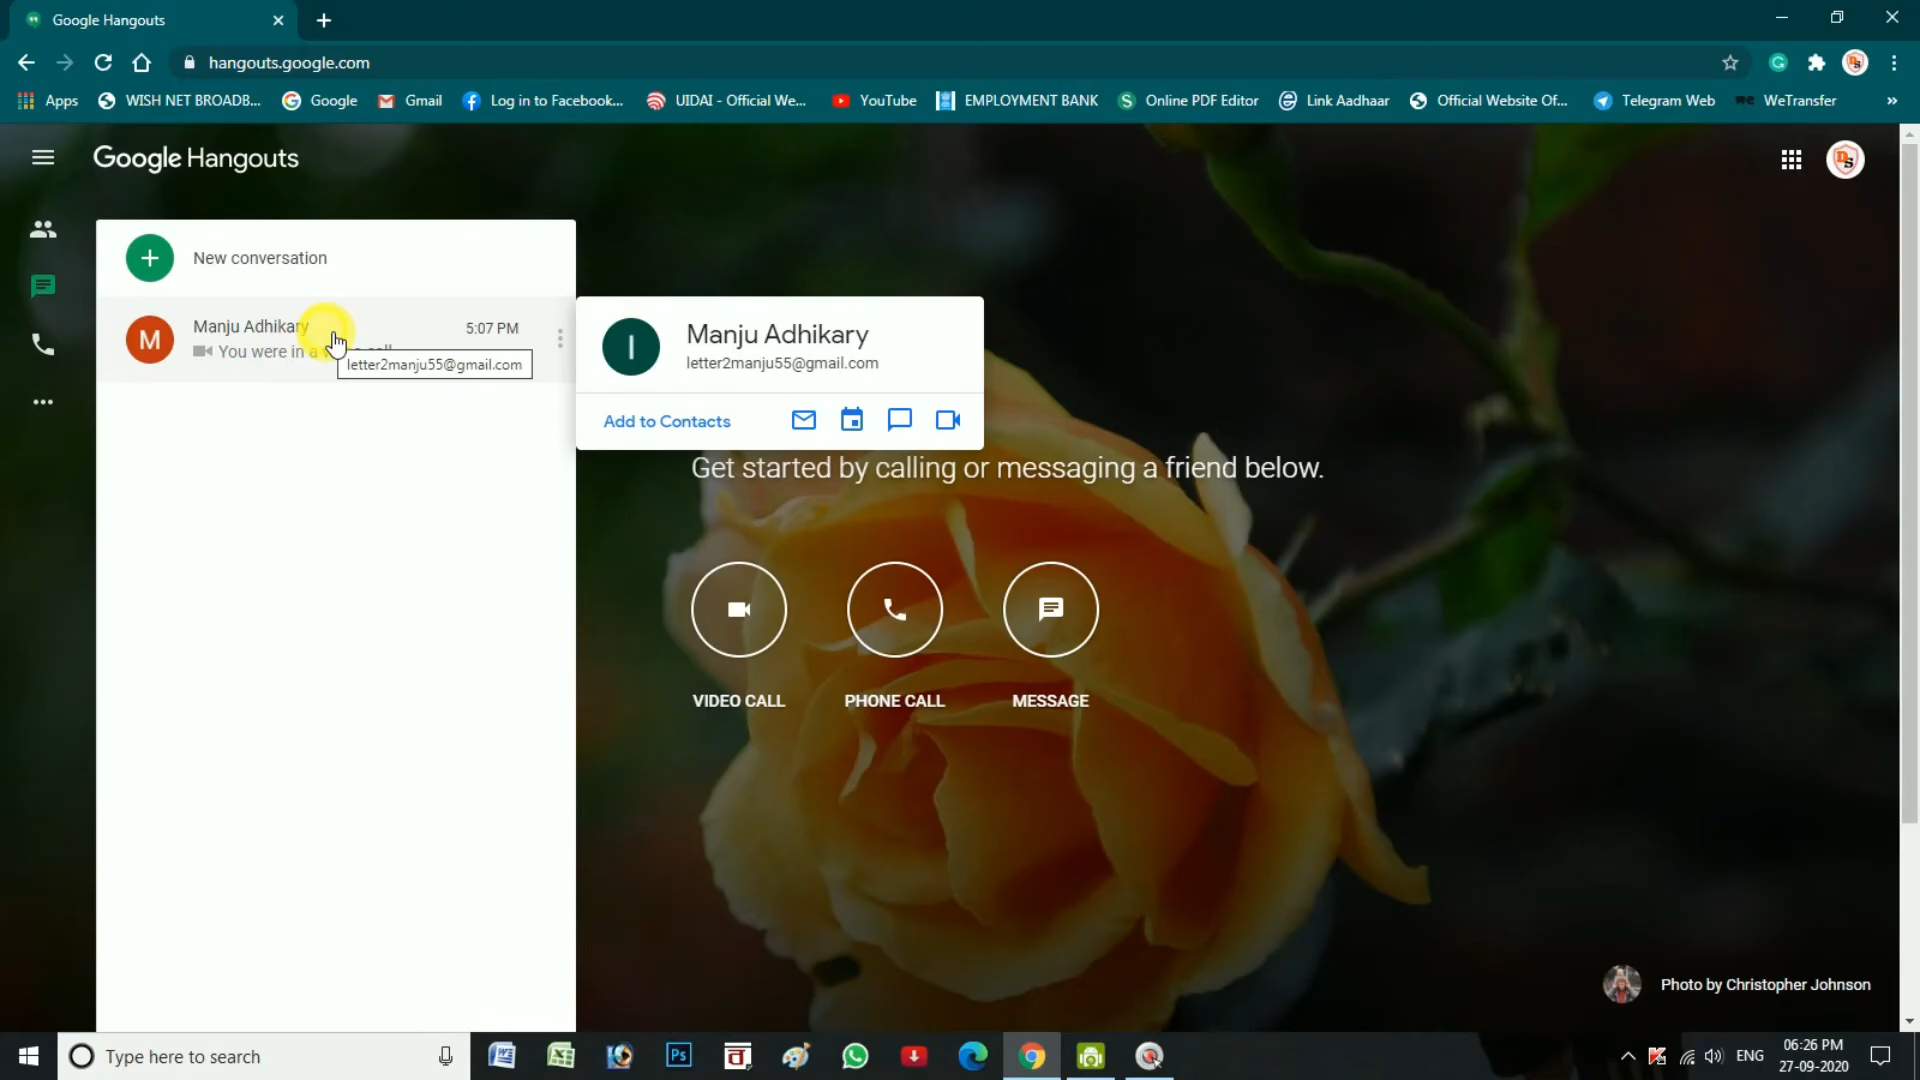 Google Hangouts
hangouts.google.com
Apps
WISH NET BROADB...
Google
Gmail
Log in to Facebook...
UIDAI - Official We...
YouTube
EMPLOYMENT BANK
Online PDF Editor
Link Aadhaar
Official Website Of...
Telegram Web
WeTransfer
Google Hangouts
New conversation
M
Manju Adhikary
5:07 PM
You were in a
letter2manju55@gmail.com
I
Manju Adhikary
letter2manju55@gmail.com
Add to Contacts
Get started by calling or messaging a friend below.
VIDEO CALL
PHONE CALL
MESSAGE
Photo by Christopher Johnson
Type here to search
Ps
ENG
06:26 PM
27-09-2020